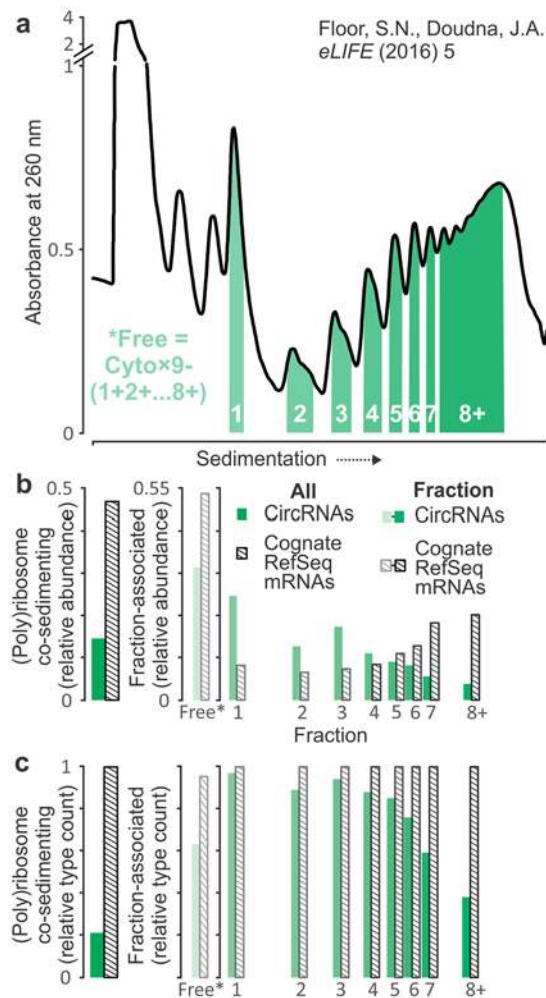 a
Floor, S.N., Doudna, J.A.
eLIFE (2016) 5
Absorbance at 260 nm
4
2
1
0.5
0
*Free =
Cyto×9-
(1+2+...8+)
1
2
3
4
5
6
7
8+
Sedimentation
b
(Poly)ribosome
co-sedimenting
(relative abundance)
0.5
0
Fraction-associated
(relative abundance)
0.55
0
All
CircRNAs
Cognate
RefSeq
mRNAs
Fraction
CircRNAs
Cognate
RefSeq
mRNAs
Free* 1 2 3 4 5 6 7 8+
Fraction
c
(Poly)ribosome
co-sedimenting
(relative type count)
1
0
Fraction-associated
(relative type count)
Free* 1 2 3 4 5 6 7 8+